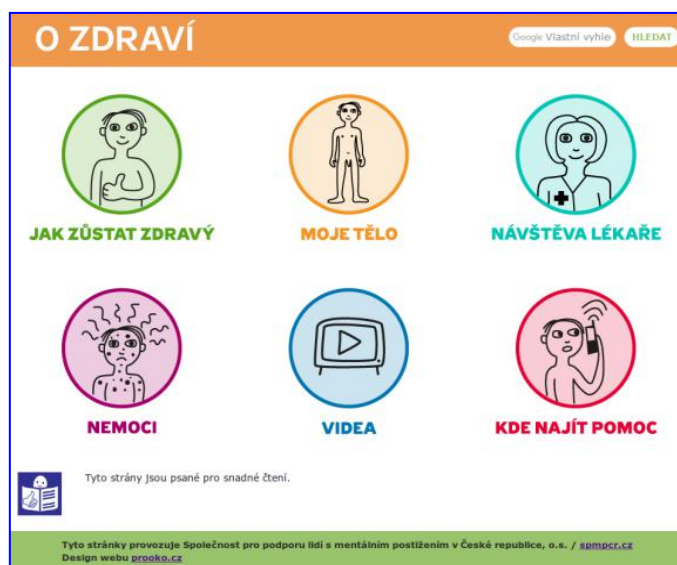 O ZDRAVÍ
Google Vlastní vyhle
HLEDAT
JAK ZŮSTAT ZDRAVÝ
MOJE TĚLO
NÁVŠTĚVA LÉKAŘE
NEMOCI
VIDEA
KDE NAJÍT POMOC
Tyto strány jsou psané pro snadné čtení.
Tyto stránky provozuje Společnost pro podporu lidí s mentálním postižením v České republice, o.s. / spmpcr.cz
Design webu prooko.cz